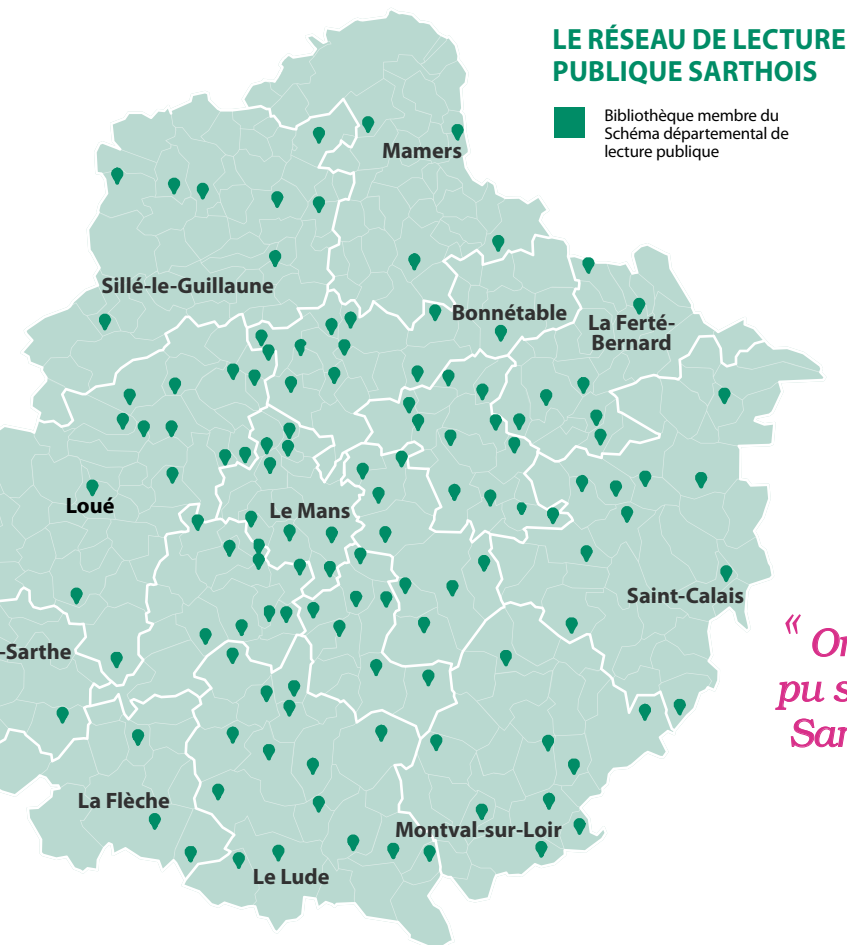 LE RÉSEAU DE LECTURE
PUBLIQUE SARTHOIS
Bibliothèque membre du
Schéma départemental de
lecture publique
Mamers
Sillé-le-Guillaune
Bonnétable
La Ferté-
Bernard
Loué
Le Mans
Saint-Calais
-Sarthe
« On
pu s
Sar
La Flèche
Montval-sur-Loir
Le Lude